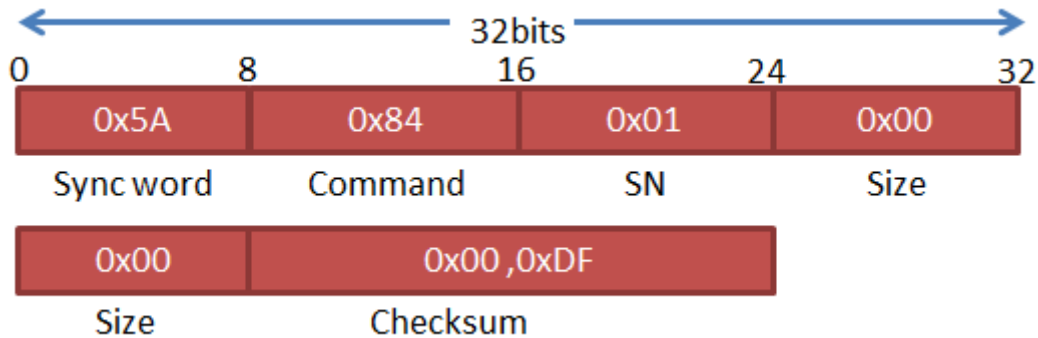 32bits
0 8 16 24 32
0x5A 0x84 0x01 0x00
Sync word Command SN Size
0x00 0x00 ,0xDF
Size Checksum